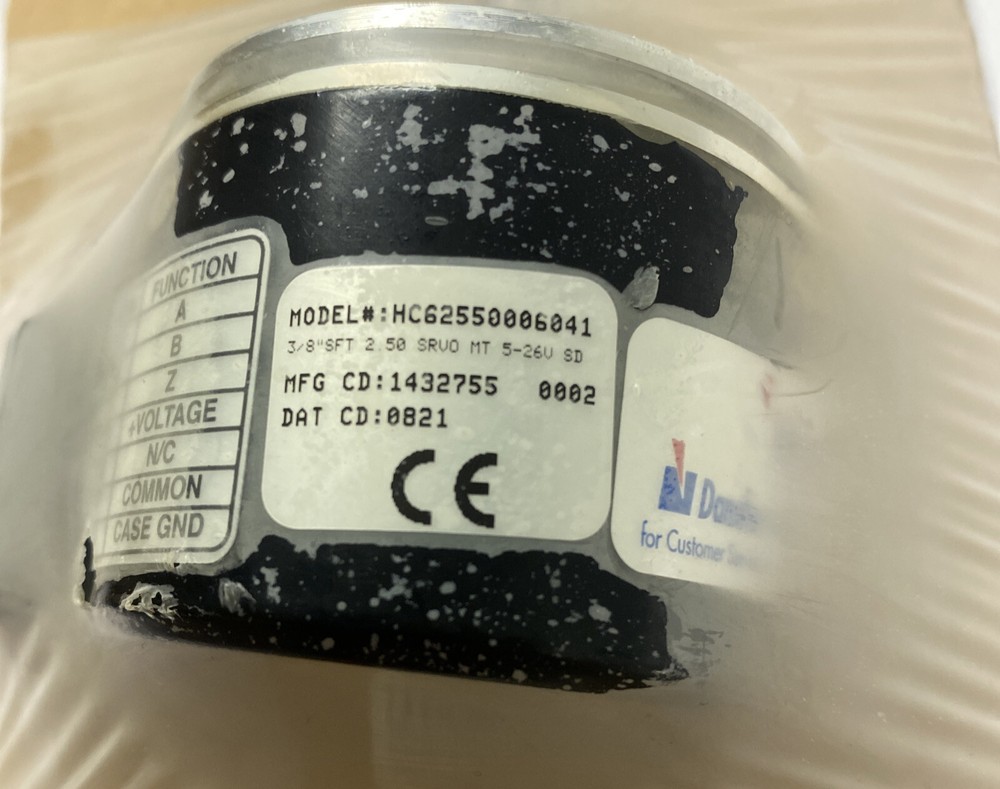 FUNCTION
A
B
Z
+VOLTAGE
N/C
COMMON
CASE GND
MODEL#:HC62550006041
3/8"SFT 2.50 SRVO MT 5-26V SD
MFG CD:1432755 0002
DAT CD:0821
CE
for Customer